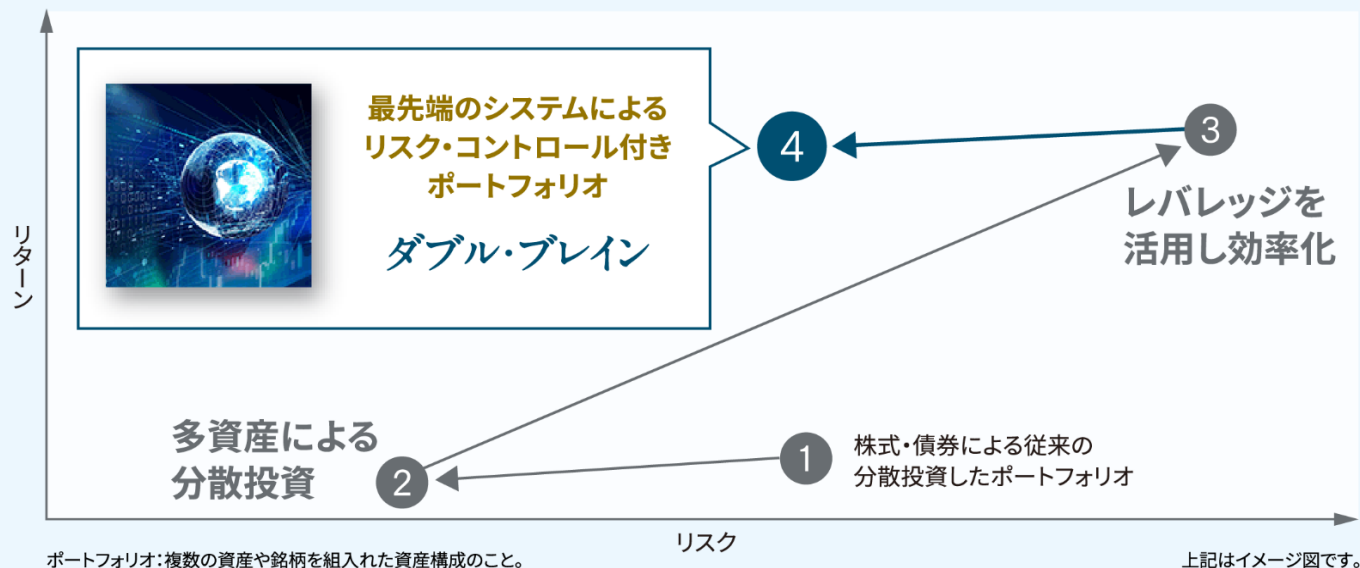 リターン
最先端のシステムによる
リスク・コントロール付き
ポートフォリオ
ダブル・ブレイン
4
3
レバレッジを
活用し効率化
多資産による
分散投資
2
1
株式・債券による従来の
分散投資したポートフォリオ
リスク
ポートフォリオ：複数の資産や銘柄を組入れた資産構成のこと。
上記はイメージ図です。